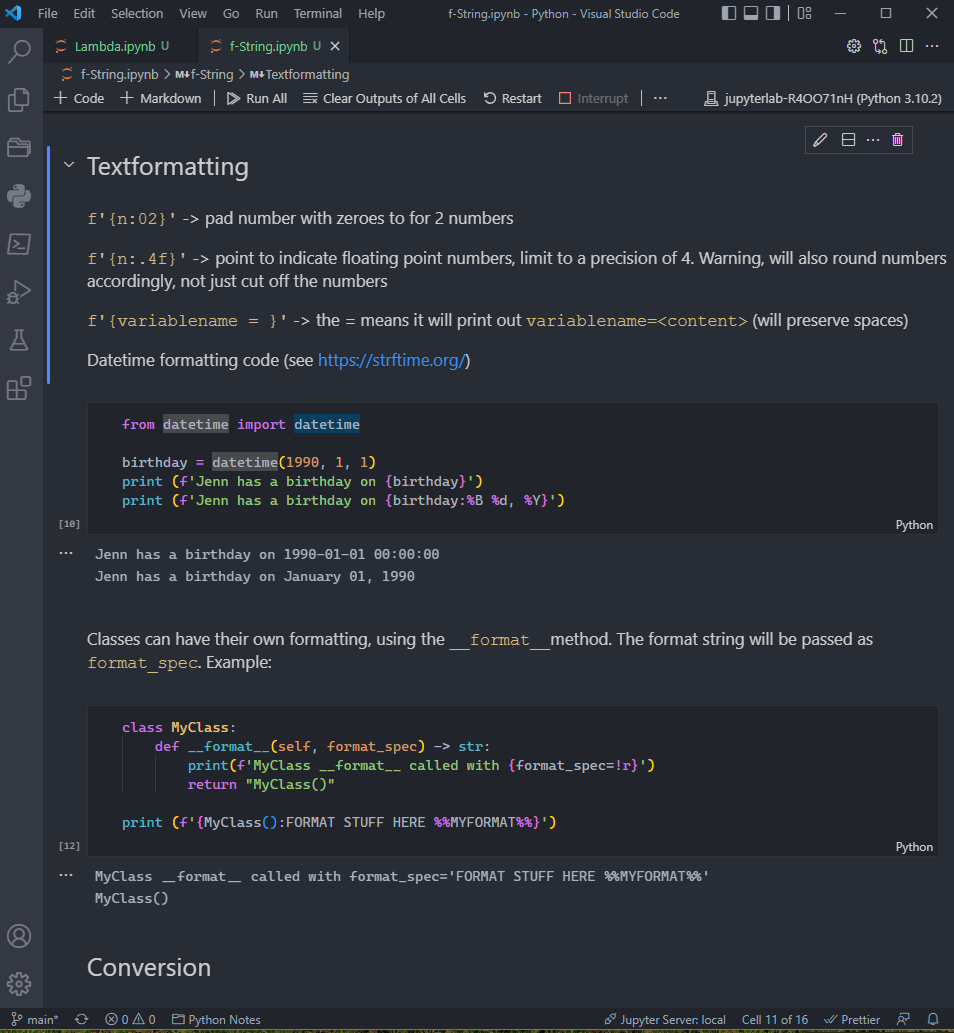 File Edit Selection View Go Run Terminal Help f-String.ipynb - Python - Visual Studio Code
Lambda.ipynb U f-String.ipynb U
f-String.ipynb > M↓f-String > M↓Textformatting
+ Code + Markdown Run All Clear Outputs of All Cells Restart Interrupt ... jupyterlab-R4OO71nH (Python 3.10.2)
Textformatting
f'{n:02}' -> pad number with zeroes to for 2 numbers
f'{n:.4f}' -> point to indicate floating point numbers, limit to a precision of 4. Warning, will also round numbers
accordingly, not just cut off the numbers
f'{variablename = }' -> the = means it will print out variablename=<content> (will preserve spaces)
Datetime formatting code (see https://strftime.org/)
from datetime import datetime
birthday = datetime(1990, 1, 1)
print (f'Jenn has a birthday on {birthday}')
print (f'Jenn has a birthday on {birthday:%B %d, %Y}')
[10]
Python
Jenn has a birthday on 1990-01-01 00:00:00
Jenn has a birthday on January 01, 1990
Classes can have their own formatting, using the __format__ method. The format string will be passed as
format_spec. Example:
class MyClass:
def __format__(self, format_spec) -> str:
print(f'MyClass __format__ called with {format_spec=!r}')
return "MyClass()"
print (f'{MyClass():FORMAT STUFF HERE %%MYFORMAT%%}')
[12]
Python
MyClass __format__ called with format_spec='FORMAT STUFF HERE %%MYFORMAT%%'
MyClass()
Conversion
main* 0 0 Python Notes Jupyter Server: local Cell 11 of 16 Prettier